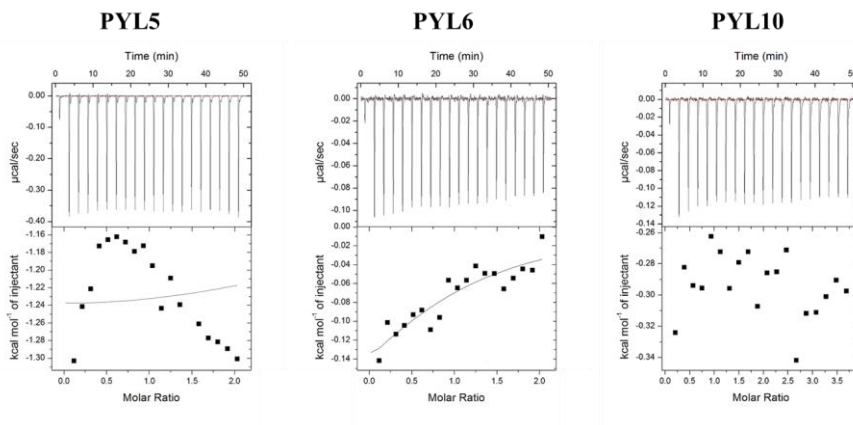 PYL5 PYL6 PYL10
Time (min) Time (min) Time (min)
0 10 20 30 40 50 0 10 20 30 40 50 0 10 20 30 40 50
0.00
-0.10
-0.20
-0.30
-0.40
µcal/sec
-1.16
-1.18
-1.20
-1.22
-1.24
-1.26
-1.28
-1.30
kcal mol⁻¹ of injectant
0.0 0.5 1.0 1.5 2.0
Molar Ratio
0.00
-0.02
-0.04
-0.06
-0.08
-0.10
µcal/sec
0.00
-0.02
-0.04
-0.06
-0.08
-0.10
-0.12
-0.14
kcal mol⁻¹ of injectant
0.0 0.5 1.0 1.5 2.0
Molar Ratio
0.00
-0.02
-0.04
-0.06
-0.08
-0.10
-0.12
-0.14
µcal/sec
-0.26
-0.28
-0.30
-0.32
-0.34
kcal mol⁻¹ of injectant
0.0 0.5 1.0 1.5 2.0 2.5 3.0 3.5
Molar Ratio